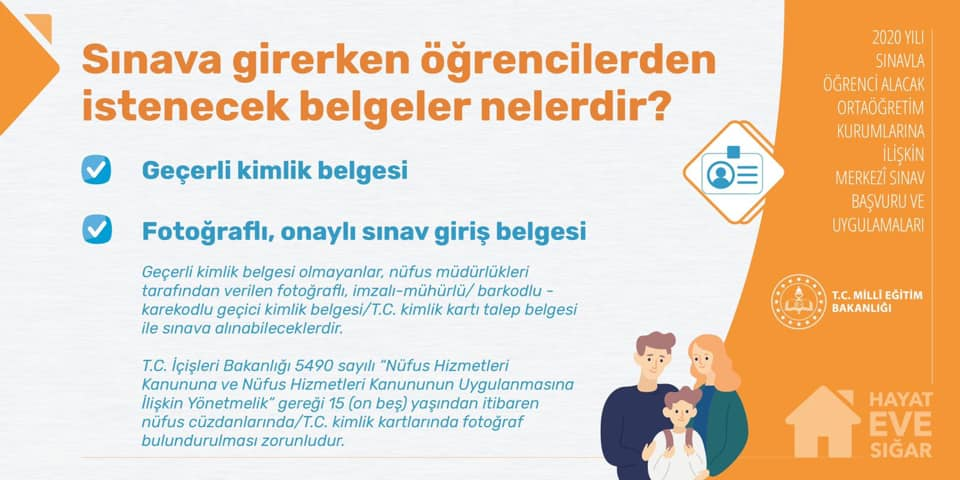 Sınava girerken öğrencilerden
istenecek belgeler nelerdir?
Geçerli kimlik belgesi
Fotoğraflı, onaylı sınav giriş belgesi
Geçerli kimlik belgesi olmayanlar, nüfus müdürlükleri
tarafından verilen fotoğraflı, imzalı-mühürlü/ barkodlu -
karekodlu geçici kimlik belgesi/T.C. kimlik kartı talep belgesi
ile sınava alınabileceklerdir.
T.C. İçişleri Bakanlığı 5490 sayılı "Nüfus Hizmetleri
Kanununa ve Nüfus Hizmetleri Kanununun Uygulanmasına
İlişkin Yönetmelik" gereği 15 (on beş) yaşından itibaren
nüfus cüzdanlarında/T.C. kimlik kartlarında fotoğraf
bulundurulması zorunludur.
2020 YILI
SINAVLA
ÖĞRENCİ ALACAK
ORTAÖĞRETİM
KURUMLARINA
İLİŞKİN
MERKEZÎ SINAV
BAŞVURU VE
UYGULAMALARI
T.C. MİLLÎ EĞİTİM
BAKANLIĞI
HAYAT
EVE
SIĞAR